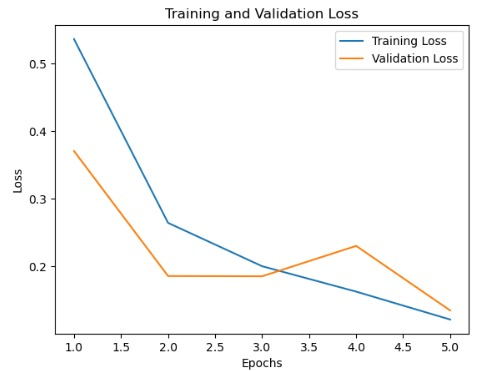 Training and Validation Loss
Training Loss
Validation Loss
0.5
0.4
0.3
0.2
Loss
1.0 1.5 2.0 2.5 3.0 3.5 4.0 4.5 5.0
Epochs